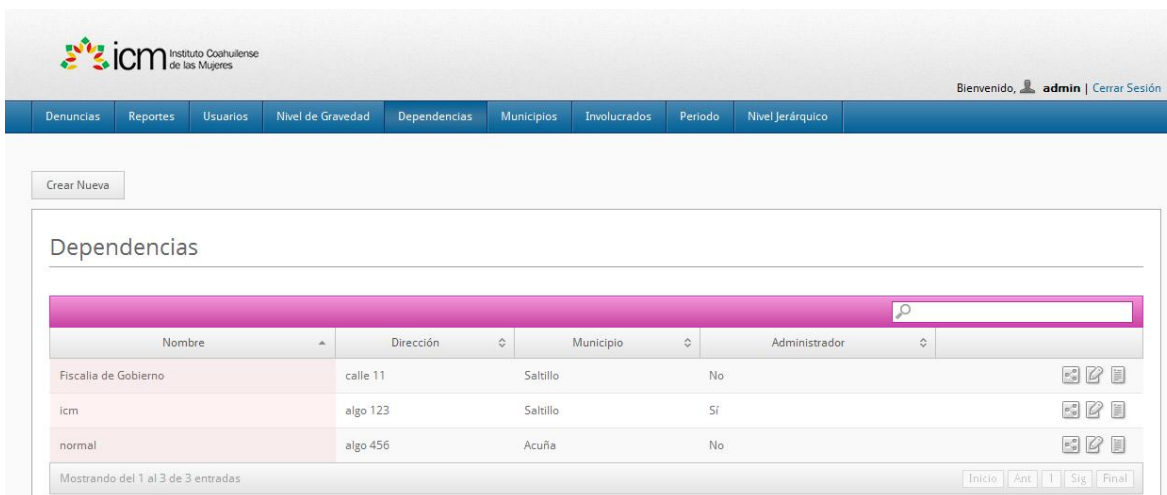 icm Instituto Coahuilense
de las Mujeres
Bienvenido, admin | Cerrar Sesión
Denuncias Reportes Usuarios Nivel de Gravedad Dependencias Municipios Involucrados Periodo Nivel Jerárquico
Crear Nueva
Dependencias
Nombre Dirección Municipio Administrador
Fiscalia de Gobierno calle 11 Saltillo No
icm algo 123 Saltillo Sí
normal algo 456 Acuña No
Mostrando del 1 al 3 de 3 entradas Inicio Ant 1 Sig Final